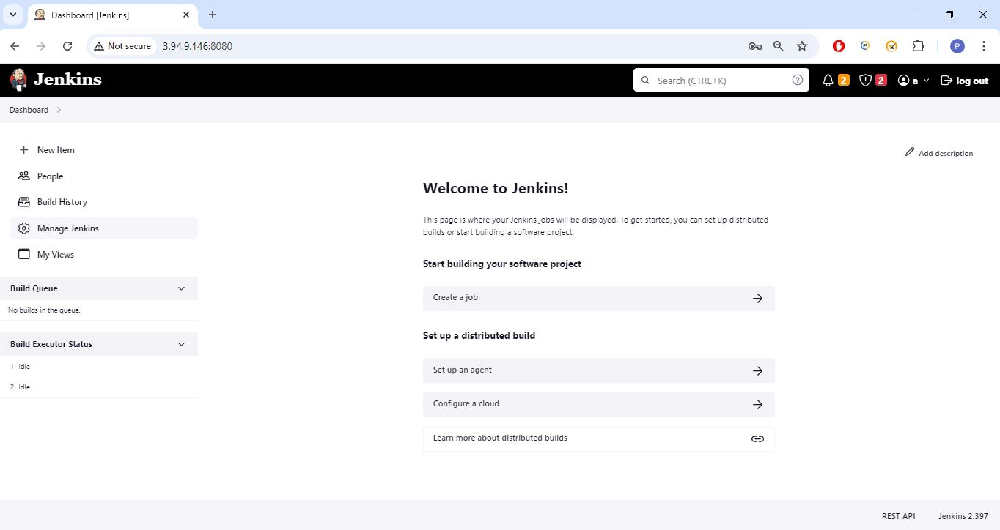 Dashboard [Jenkins]
Not secure
3.94.9.146:8080
P
Jenkins
Search (CTRL+K)
2
2
a
log out
Dashboard
New Item
People
Build History
Manage Jenkins
My Views
Build Queue
No builds in the queue.
Build Executor Status
1 Idle
2 Idle
Add description
Welcome to Jenkins!
This page is where your Jenkins jobs will be displayed. To get started, you can set up distributed
builds or start building a software project.
Start building your software project
Create a job
Set up a distributed build
Set up an agent
Configure a cloud
Learn more about distributed builds
REST API
Jenkins 2.397